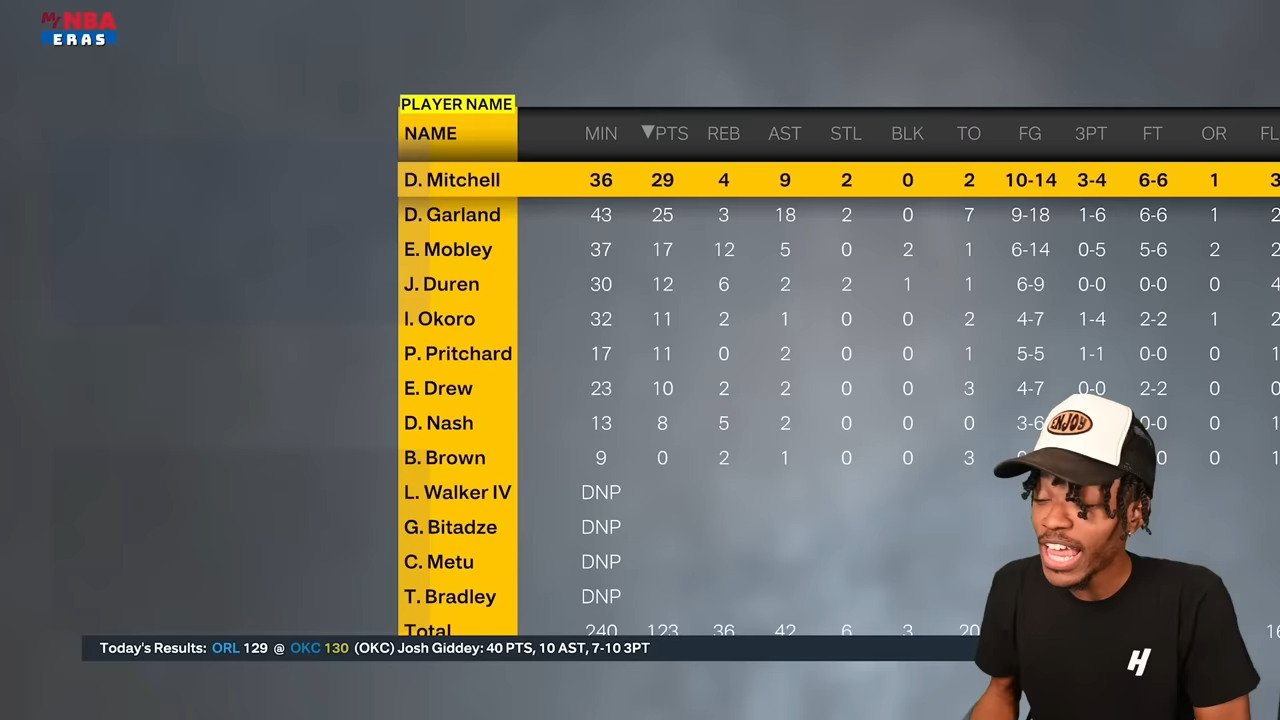 My NBA
ERAS
PLAYER NAME
NAME MIN ▼PTS REB AST STL BLK TO FG 3PT FT OR FL
D. Mitchell 36 29 4 9 2 0 2 10-14 3-4 6-6 1 3
D. Garland 43 25 3 18 2 0 7 9-18 1-6 6-6 1 2
E. Mobley 37 17 12 5 0 2 1 6-14 0-5 5-6 2 2
J. Duren 30 12 6 2 2 1 1 6-9 0-0 0-0 0 4
I. Okoro 32 11 2 1 0 0 2 4-7 1-4 2-2 1 2
P. Pritchard 17 11 0 2 0 0 1 5-5 1-1 0-0 0 1
E. Drew 23 10 2 2 0 0 3 4-7 0-0 2-2 0 0
D. Nash 13 8 5 2 0 0 0 3-6 0-0 0 1
B. Brown 9 0 2 1 0 0 3 0 0 0 1
L. Walker IV DNP
G. Bitadze DNP
C. Metu DNP
T. Bradley DNP
Total 240 123 36 42 6 3 20 16
Today's Results: ORL 129 @ OKC 130 (OKC) Josh Giddey: 40 PTS, 10 AST, 7-10 3PT
ENJOY
H